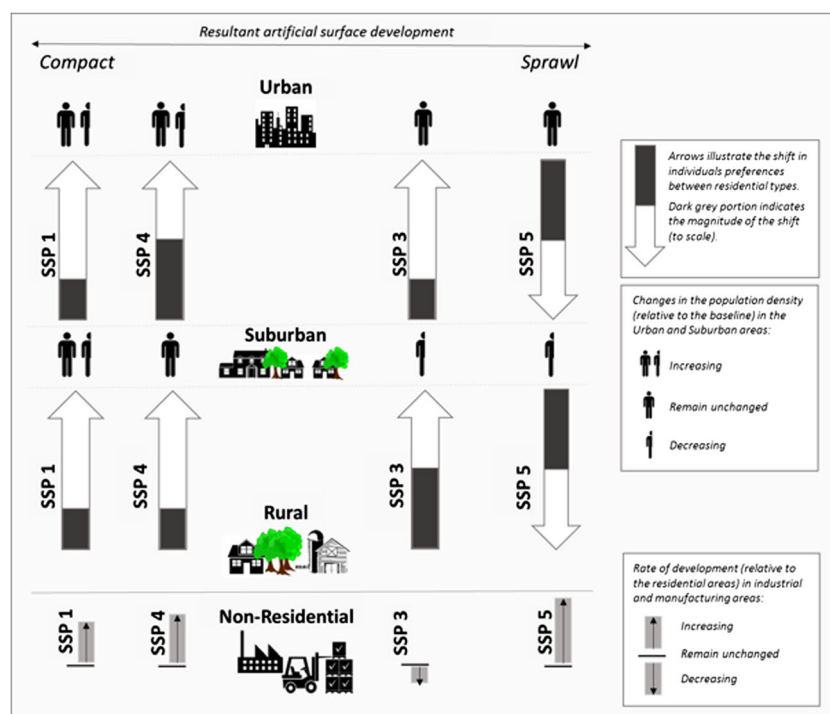 Resultant artificial surface development
Compact
Sprawl
Urban
SSP 1
SSP 4
SSP 3
SSP 5
Suburban
SSP 1
SSP 4
SSP 3
SSP 5
Rural
SSP 1
SSP 4
Non-Residential
SSP 3
SSP 5
Arrows illustrate the shift in
individuals preferences
between residential types.
Dark grey portion indicates
the magnitude of the shift
(to scale).
Changes in the population density
(relative to the baseline) in the
Urban and Suburban areas:
Increasing
Remain unchanged
Decreasing
Rate of development (relative to
the residential areas) in industrial
and manufacturing areas:
Increasing
Remain unchanged
Decreasing